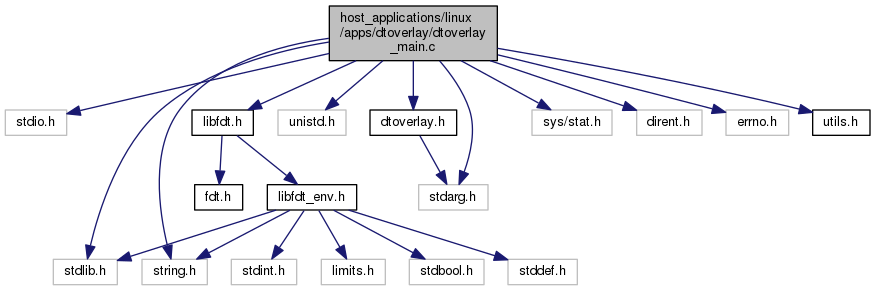 host_applications/linux
/apps/dtoverlay/dtoverlay
_main.c
stdio.h
libfdt.h
unistd.h
dtoverlay.h
sys/stat.h
dirent.h
errno.h
utils.h
fdt.h
libfdt_env.h
stdarg.h
stdlib.h
string.h
stdint.h
limits.h
stdbool.h
stddef.h